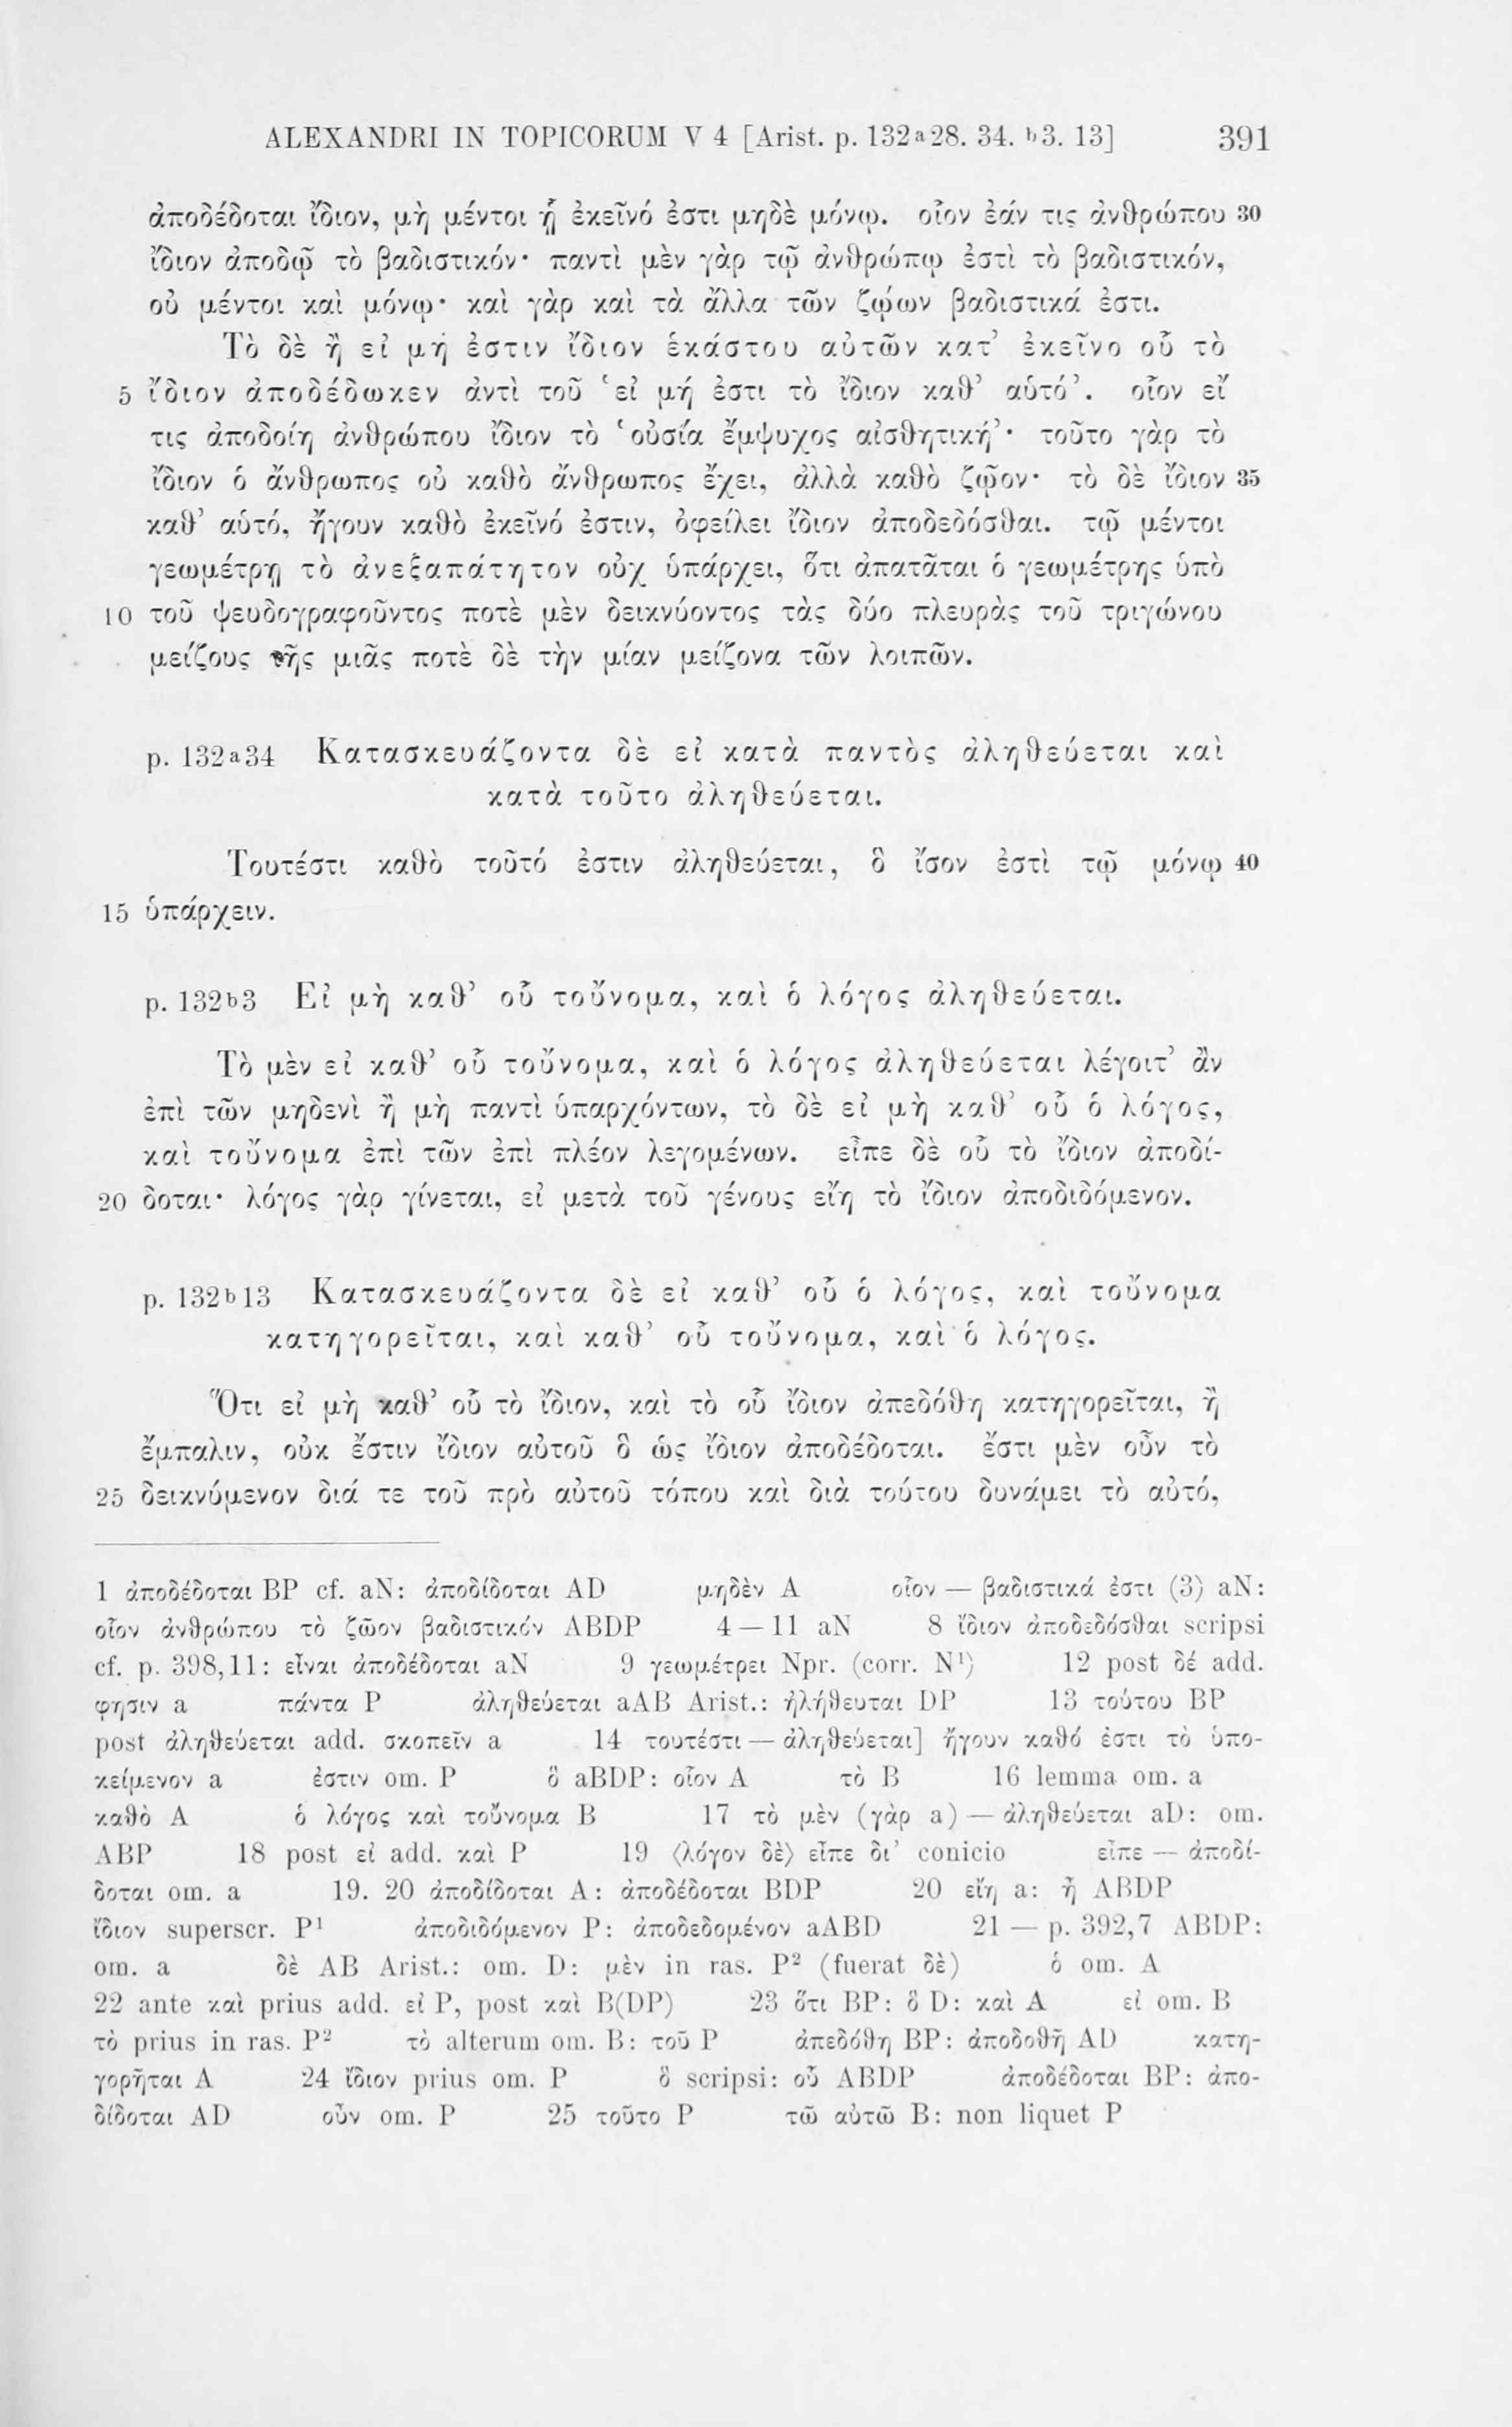 ALEXANDRI IN TOPICORUM V 4 [Arist. p. 132ᵃ28. 34. ᵇ3. 13] 391
ἀποδέδοται ἴδιον, μὴ μέντοι ᾗ ἐκεῖνό ἐστι μηδὲ μόνῳ. οἷον ἐάν τις ἀνθρώπου 30
ἴδιον ἀποδῷ τὸ βαδιστικόν· παντὶ μὲν γὰρ τῷ ἀνθρώπῳ ἐστὶ τὸ βαδιστικόν,
οὐ μέντοι καὶ μόνῳ· καὶ γὰρ καὶ τὰ ἄλλα τῶν ζῴων βαδιστικά ἐστι.
Τὸ δὲ ἢ εἰ μή ἐστιν ἴδιον ἑκάστου αὐτῶν κατ’ ἐκεῖνο οὗ τὸ
5 ἴδιον ἀποδέδωκεν ἀντὶ τοῦ ‘εἰ μή ἐστι τὸ ἴδιον καθ’ αὑτό’. οἷον εἴ
τις ἀποδοίη ἀνθρώπου ἴδιον τὸ ‘οὐσία ἔμψυχος αἰσθητική’· τοῦτο γὰρ τὸ
ἴδιον ὁ ἄνθρωπος οὐ καθὸ ἄνθρωπος ἔχει, ἀλλὰ καθὸ ζῷον· τὸ δὲ ἴδιον 35
καθ’ αὑτό, ἤγουν καθὸ ἐκεῖνό ἐστιν, ὀφείλει ἴδιον ἀποδεδόσθαι. τῷ μέντοι
γεωμέτρῃ τὸ ἀνεξαπάτητον οὐχ ὑπάρχει, ὅτι ἀπατᾶται ὁ γεωμέτρης ὑπὸ
10 τοῦ ψευδογραφοῦντος ποτὲ μὲν δεικνύοντος τὰς δύο πλευρὰς τοῦ τριγώνου
μείζους τῆς μιᾶς ποτὲ δὲ τὴν μίαν μείζονα τῶν λοιπῶν.
p. 132ᵃ34 Κατασκευάζοντα δὲ εἰ κατὰ παντὸς ἀληθεύεται καὶ
κατὰ τοῦτο ἀληθεύεται.
Τουτέστι καθὸ τοῦτό ἐστιν ἀληθεύεται, ὃ ἴσον ἐστὶ τῷ μόνῳ 40
15 ὑπάρχειν.
p. 132ᵇ3 Εἰ μὴ καθ’ οὗ τοὔνομα, καὶ ὁ λόγος ἀληθεύεται.
Τὸ μὲν εἰ καθ’ οὗ τοὔνομα, καὶ ὁ λόγος ἀληθεύεται λέγοιτ’ ἂν
ἐπὶ τῶν μηδενὶ ἢ μὴ παντὶ ὑπαρχόντων, τὸ δὲ εἰ μὴ καθ’ οὗ ὁ λόγος,
καὶ τοὔνομα ἐπὶ τῶν ἐπὶ πλέον λεγομένων. εἶπε δὲ οὗ τὸ ἴδιον ἀποδί-
20 δοται· λόγος γὰρ γίνεται, εἰ μετὰ τοῦ γένους εἴη τὸ ἴδιον ἀποδιδόμενον.
p. 132ᵇ13 Κατασκευάζοντα δὲ εἰ καθ’ οὗ ὁ λόγος, καὶ τοὔνομα
κατηγορεῖται, καὶ καθ’ οὗ τοὔνομα, καὶ ὁ λόγος.
Ὅτι εἰ μὴ καθ’ οὗ τὸ ἴδιον, καὶ τὸ οὗ ἴδιον ἀπεδόθη κατηγορεῖται, ἢ
ἔμπαλιν, οὐκ ἔστιν ἴδιον αὐτοῦ ὃ ὡς ἴδιον ἀποδέδοται. ἔστι μὲν οὖν τὸ
25 δεικνύμενον διά τε τοῦ πρὸ αὐτοῦ τόπου καὶ διὰ τούτου δυνάμει τὸ αὐτό,
1 ἀποδέδοται BP cf. aN: ἀποδίδοται AD μηδὲν A οἷον — βαδιστικά ἐστι (3) aN:
οἷον ἀνθρώπου τὸ ζῶον βαδιστικόν ABDP 4 — 11 aN 8 ἴδιον ἀποδεδόσθαι scripsi
cf. p. 398,11: εἶναι ἀποδέδοται aN 9 γεωμέτρει Npr. (corr. N¹) 12 post δέ add.
φησιν a πάντα P ἀληθεύεται aAB Arist.: ἠλήθευται DP 13 τούτου BP
post ἀληθεύεται add. σκοπεῖν a 14 τουτέστι — ἀληθεύεται] ἤγουν καθό ἐστι τὸ ὑπο-
κείμενον a ἐστιν om. P ὃ aBDP: οἷον A τὸ B 16 lemma om. a
καθὸ A ὁ λόγος καὶ τοὔνομα B 17 τὸ μὲν (γὰρ a) — ἀληθεύεται aD: om.
ABP 18 post εἰ add. καὶ P 19 ⟨λόγον δὲ⟩ εἶπε δι’ conicio εἶπε — ἀποδί-
δοται om. a 19. 20 ἀποδίδοται A: ἀποδέδοται BDP 20 εἴη a: ᾖ ABDP
ἴδιον superscr. P¹ ἀποδιδόμενον P: ἀποδεδομένον aABD 21 — p. 392,7 ABDP:
om. a δὲ AB Arist.: om. D: μὲν in ras. P² (fuerat δὲ) ὁ om. A
22 ante καὶ prius add. εἰ P, post καὶ B(DP) 23 ὅτι BP: ὃ D: καὶ A εἰ om. B
τὸ prius in ras. P² τὸ alterum om. B: τοῦ P ἀπεδόθη BP: ἀποδοθῇ AD κατη-
γορῆται A 24 ἴδιον prius om. P ὃ scripsi: οὗ ABDP ἀποδέδοται BP: ἀπο-
δίδοται AD οὖν om. P 25 τοῦτο P τῶ αὐτῶ B: non liquet P